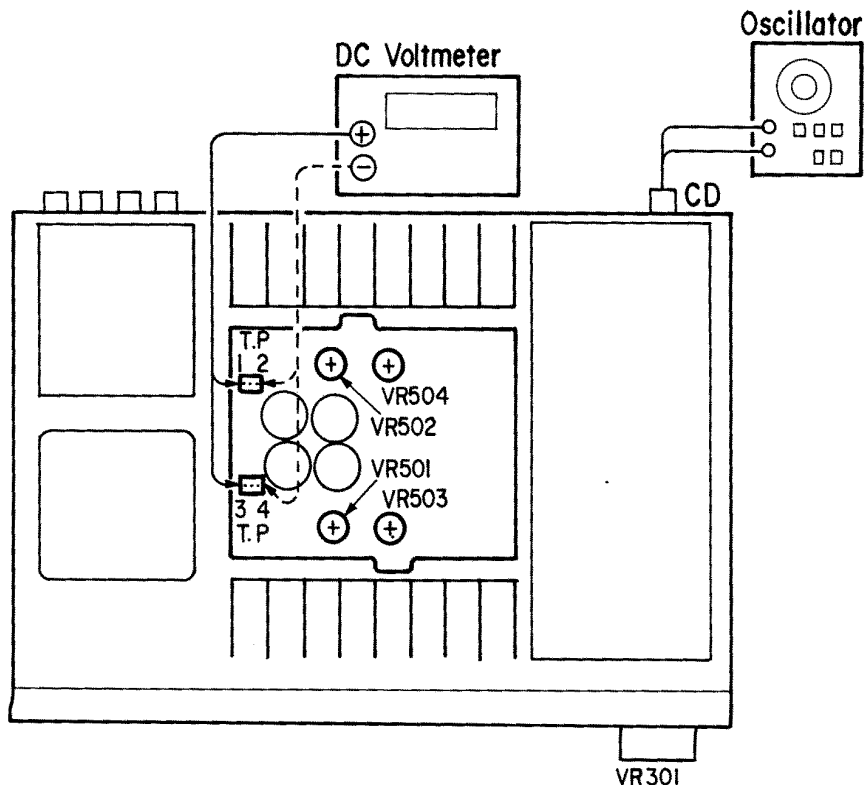 Oscillator
DC Voltmeter
+
−
CD
T.P
1 2
VR504
VR502
VR501
VR503
3 4
T.P
VR301